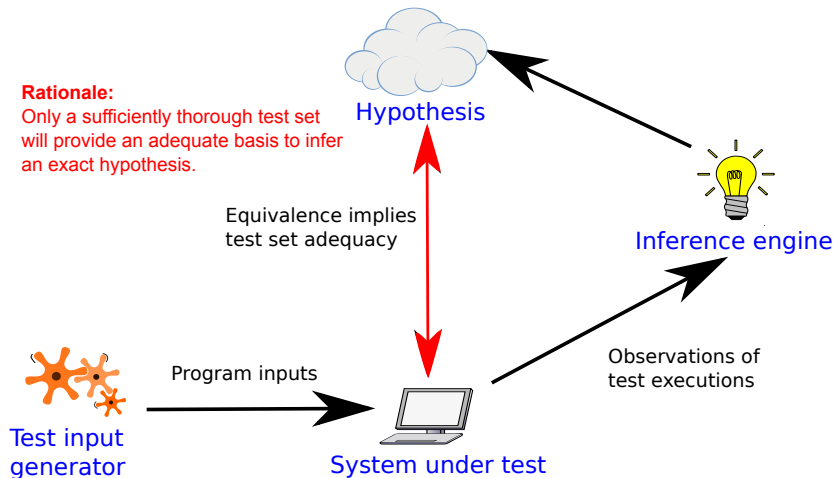 Rationale:
Only a sufficiently thorough test set
will provide an adequate basis to infer
an exact hypothesis.
Hypothesis
Equivalence implies
test set adequacy
Inference engine
Program inputs
Observations of
test executions
Test input
generator
System under test